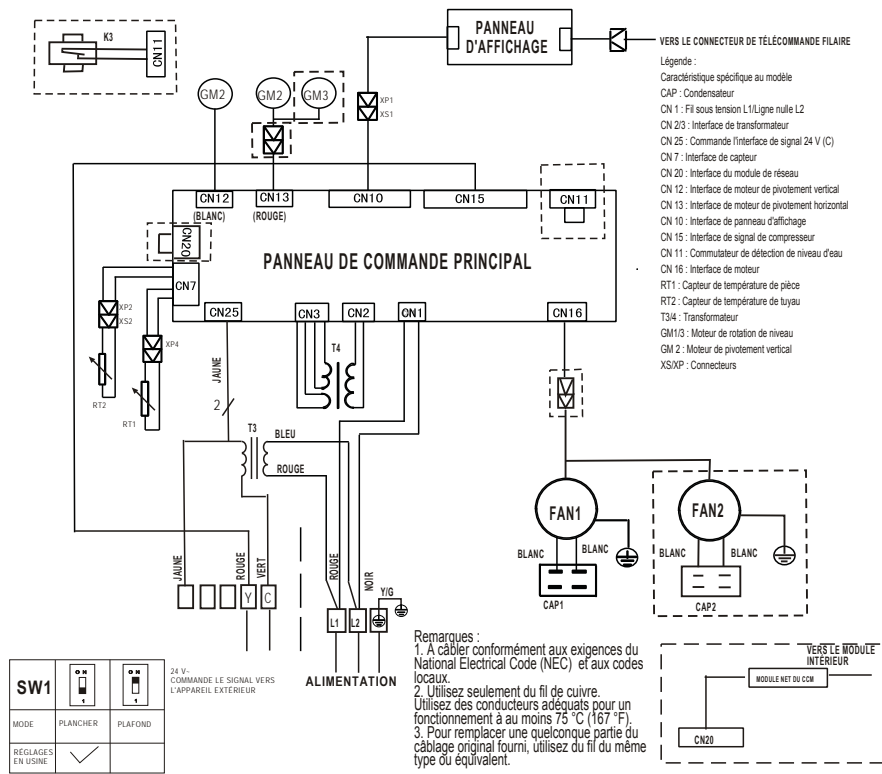 K3
CN11
PANNEAU
D'AFFICHAGE
VERS LE CONNECTEUR DE TÉLÉCOMMANDE FILAIRE
Légende :
Caractéristique spécifique au modèle
CAP : Condensateur
CN 1 : Fil sous tension L1/Ligne nulle L2
CN 2/3 : Interface de transformateur
CN 25 : Commande l'interface de signal 24 V (C)
CN 7 : Interface de capteur
CN 20 : Interface du module de réseau
CN 12 : Interface de moteur de pivotement vertical
CN 13 : Interface de moteur de pivotement horizontal
CN 10 : Interface de panneau d'affichage
CN 15 : Interface de signal de compresseur
CN 11 : Commutateur de détection de niveau d'eau
CN 16 : Interface de moteur
RT1 : Capteur de température de pièce
RT2 : Capteur de température de tuyau
T3/4 : Transformateur
GM1/3 : Moteur de rotation de niveau
GM 2 : Moteur de pivotement vertical
XS/XP : Connecteurs
GM2
GM2
GM3
XP1
XS1
CN12
(BLANC)
CN13
(ROUGE)
CN10
CN15
CN11
CN20
PANNEAU DE COMMANDE PRINCIPAL
CN7
CN25
CN3
CN2
CN1
CN16
XP2
XS2
XP4
RT2
RT1
JAUNE
2
T4
T3
BLEU
ROUGE
FAN1
BLANC
BLANC
CAP1
FAN2
BLANC
BLANC
CAP2
JAUNE
ROUGE
VERT
ROUGE
NOIR
Y/G
Y
C
L1
L2
24 V~
COMMANDE LE SIGNAL VERS
L'APPAREIL EXTÉRIEUR
ALIMENTATION
SW1
ON
1
ON
1
MODE
PLANCHER
PLAFOND
RÉGLAGES
EN USINE
Remarques :
1. À câbler conformément aux exigences du
National Electrical Code (NEC) et aux codes
locaux.
2. Utilisez seulement du fil de cuivre.
Utilisez des conducteurs adéquats pour un
fonctionnement à au moins 75 °C (167 °F).
3. Pour remplacer une quelconque partie du
câblage original fourni, utilisez du fil du même
type ou équivalent.
VERS LE MODULE
INTÉRIEUR
MODULE NET DU CCM
CN20